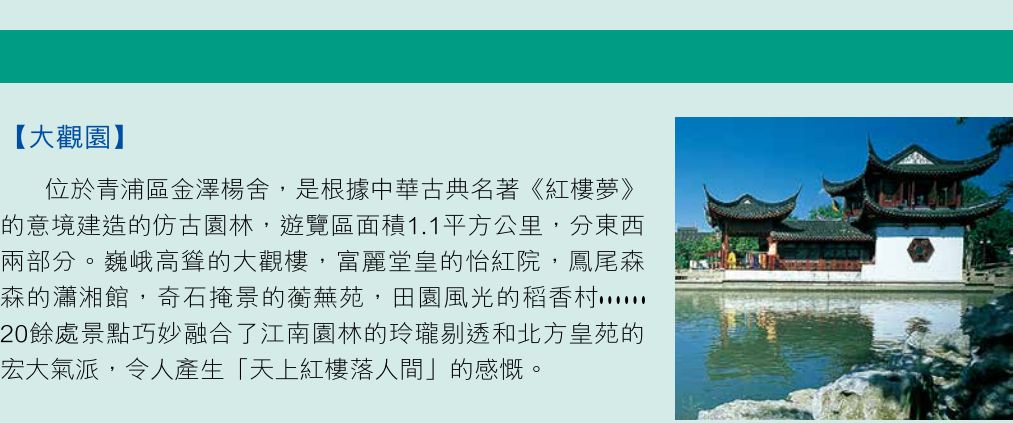 【大觀園】
位於青浦區金澤楊舍，是根據中華古典名著《紅樓夢》
的意境建造的仿古園林，遊覽區面積1.1平方公里，分東西
兩部分。巍峨高聳的大觀樓，富麗堂皇的怡紅院，鳳尾森
森的瀟湘館，奇石掩景的蘅蕪苑，田園風光的稻香村……
20餘處景點巧妙融合了江南園林的玲瓏剔透和北方皇苑的
宏大氣派，令人產生「天上紅樓落人間」的感慨。